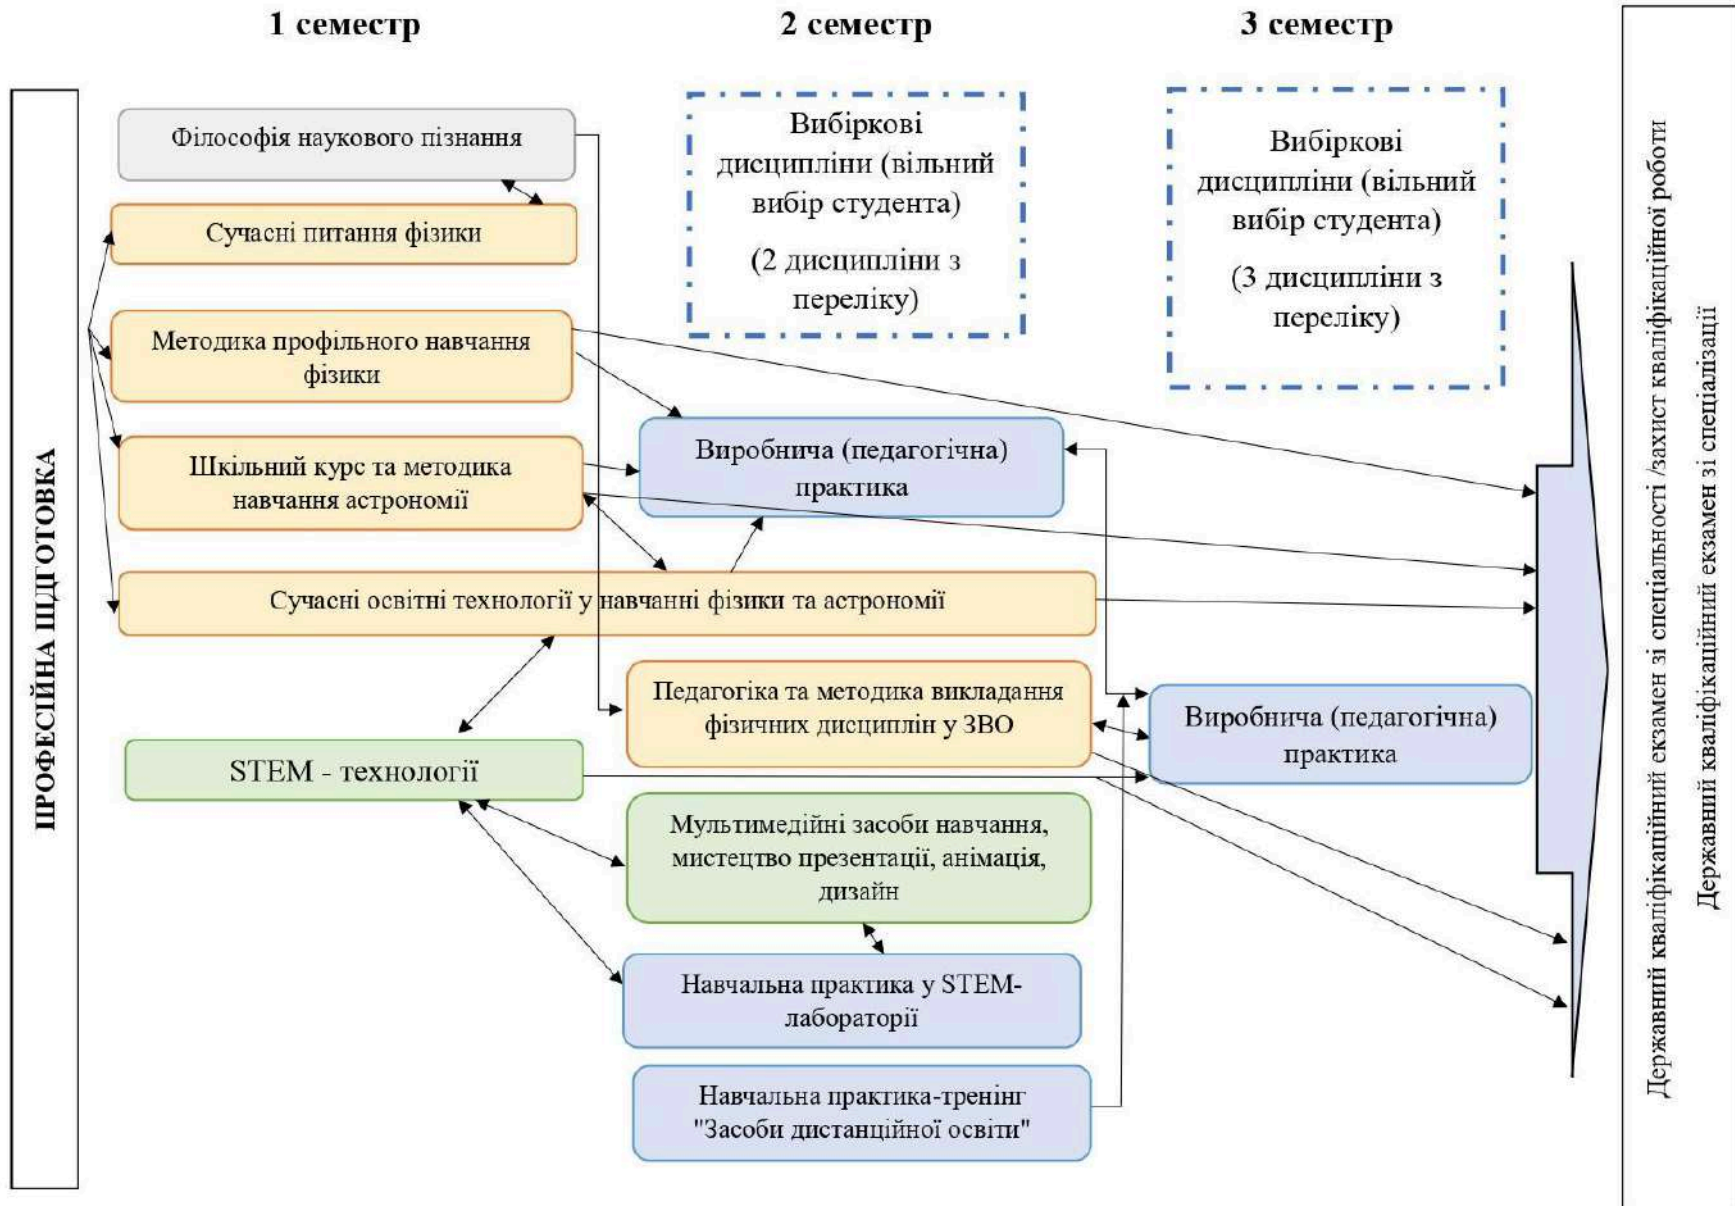 1 семестр
2 семестр
3 семестр
ПРОФЕСІЙНА ПІДГОТОВКА
Філософія наукового пізнання
Сучасні питання фізики
Методика профільного навчання
фізики
Шкільний курс та методика
навчання астрономії
Сучасні освітні технології у навчанні фізики та астрономії
STEM - технології
Вибіркові
дисципліни (вільний
вибір студента)
(2 дисципліни з
переліку)
Виробнича (педагогічна)
практика
Педагогіка та методика викладання
фізичних дисциплін у ЗВО
Мультимедійні засоби навчання,
мистецтво презентації, анімація,
дизайн
Навчальна практика у STEM-
лабораторії
Навчальна практика-тренінг
"Засоби дистанційної освіти"
Вибіркові
дисципліни (вільний
вибір студента)
(3 дисципліни з
переліку)
Виробнича (педагогічна)
практика
Державний кваліфікаційний екзамен зі спеціальності /захист кваліфікаційної роботи
Державний кваліфікаційний екзамен зі спеціалізації